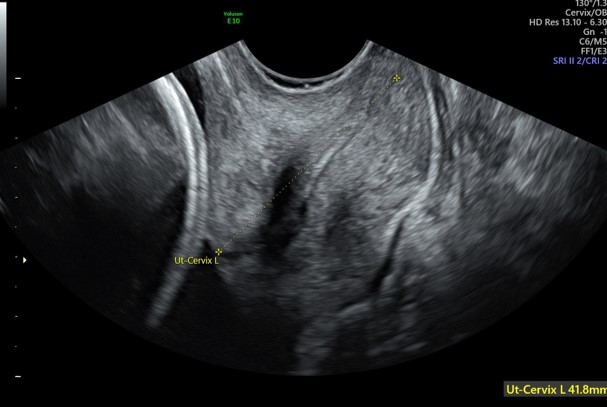 Voluson
E10
130°/1.3
Cervix/OB
HD Res 13.10 - 6.30
Gn -1
C6/M5
FF1/E3
SRI II 2/CRI 2
Ut-Cervix L
Ut-Cervix L 41.8mm